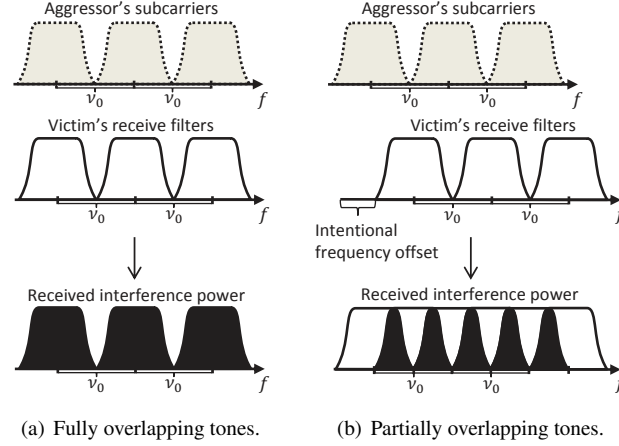 Aggressor's subcarriers
ν₀ ν₀ f
Victim's receive filters
ν₀ ν₀ f
Received interference power
ν₀ ν₀ f
(a) Fully overlapping tones.
Aggressor's subcarriers
ν₀ ν₀ f
Victim's receive filters
ν₀ ν₀ f
Intentional
frequency offset
Received interference power
ν₀ ν₀ f
(b) Partially overlapping tones.